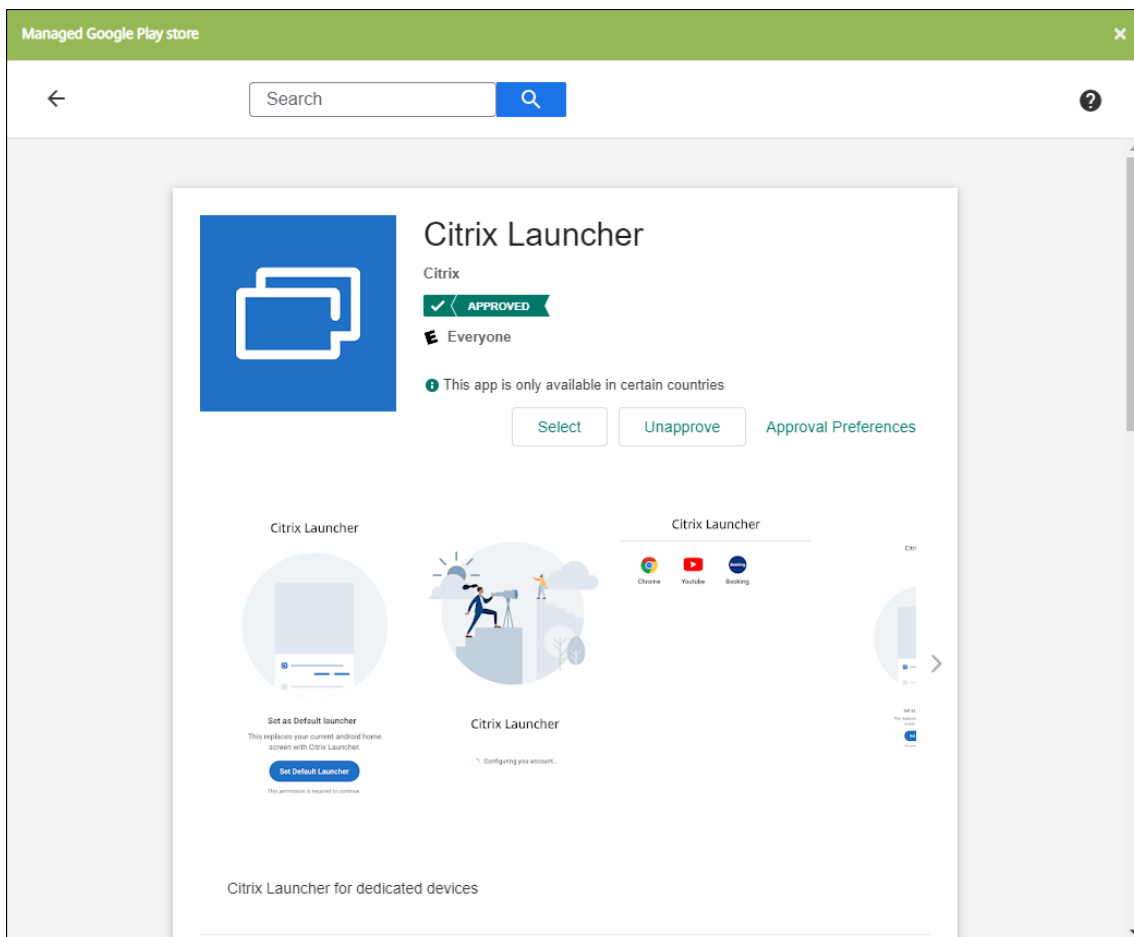 Managed Google Play store
Search
Citrix Launcher
Citrix
APPROVED
E Everyone
This app is only available in certain countries
Select Unapprove Approval Preferences
Citrix Launcher
Set as Default launcher
This replaces your current android home
screen with Citrix Launcher.
Set Default Launcher
This permission is required to continue
Citrix Launcher
Configuring you account...
Citrix Launcher
Chrome Youtube Booking
Citrix Launcher for dedicated devices